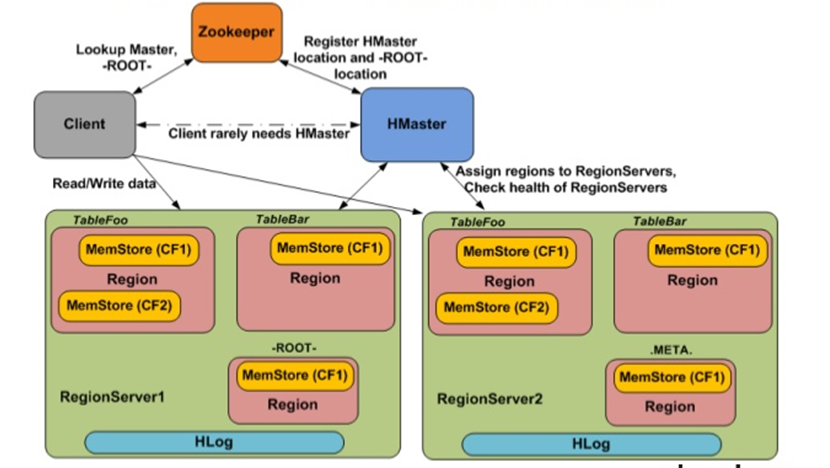 Zookeeper
Lookup Master,
-ROOT-
Register HMaster
location and -ROOT-
location
Client
Client rarely needs HMaster
HMaster
Read/Write data
Assign regions to RegionServers,
Check health of RegionServers
TableFoo
TableBar
MemStore (CF1)
Region
MemStore (CF2)
MemStore (CF1)
Region
-ROOT-
MemStore (CF1)
Region
RegionServer1
HLog
TableFoo
TableBar
MemStore (CF1)
Region
MemStore (CF2)
MemStore (CF1)
Region
.META.
MemStore (CF1)
Region
RegionServer2
HLog